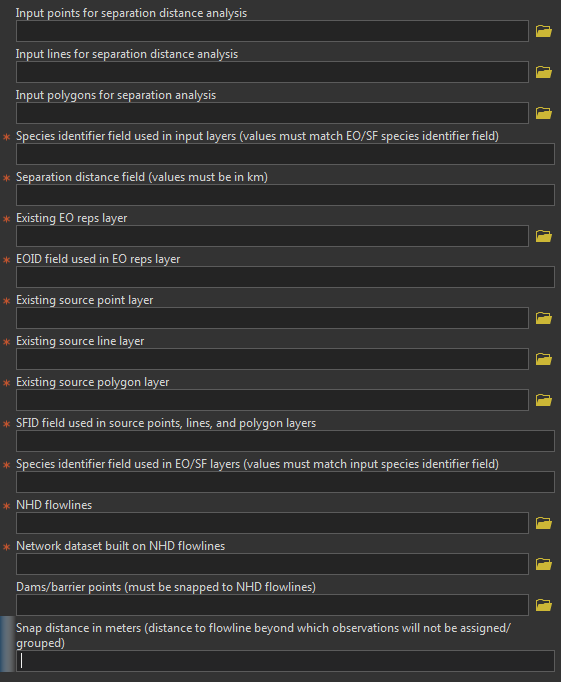 Input points for separation distance analysis
Input lines for separation distance analysis
Input polygons for separation analysis
* Species identifier field used in input layers (values must match EO/SF species identifier field)
* Separation distance field (values must be in km)
* Existing EO reps layer
* EOID field used in EO reps layer
* Existing source point layer
* Existing source line layer
* Existing source polygon layer
* SFID field used in source points, lines, and polygon layers
* Species identifier field used in EO/SF layers (values must match input species identifier field)
* NHD flowlines
* Network dataset built on NHD flowlines
Dams/barrier points (must be snapped to NHD flowlines)
Snap distance in meters (distance to flowline beyond which observations will not be assigned/
grouped)